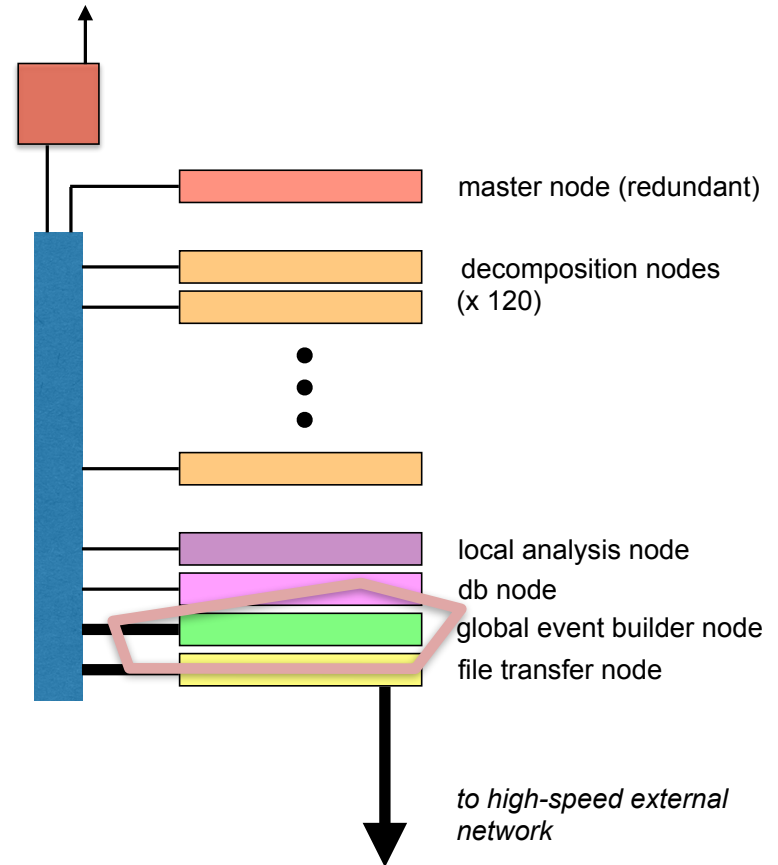 master node (redundant)
decomposition nodes
(x 120)
local analysis node
db node
global event builder node
file transfer node
to high-speed external
network